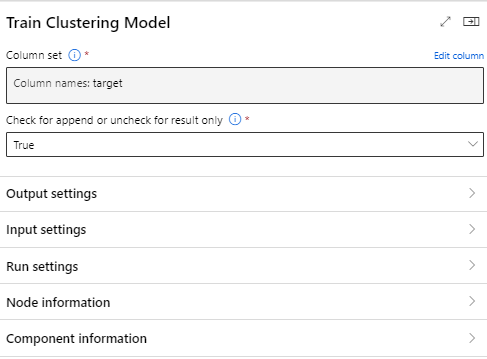 Train Clustering Model
Column set * Edit column
Column names: target
Check for append or uncheck for result only *
True
Output settings
Input settings
Run settings
Node information
Component information